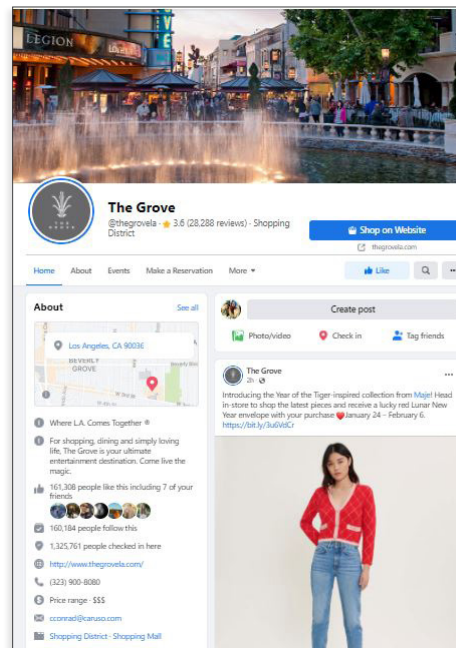 LEGION
The Grove
@thegrovela · 3.6 (28,288 reviews) · Shopping
District
Shop on Website
thegrovela.com
Home About Events Make a Reservation More
Like
About See all
Los Angeles, CA 90036
BEVERLY
GROVE
Where L.A. Comes Together ®
For shopping, dining and simply loving
life, The Grove is your ultimate
entertainment destination. Come live the
magic.
161,308 people like this including 7 of your
friends
160,184 people follow this
1,325,761 people checked in here
http://www.thegrovela.com/
(323) 900-8080
Price range · $$$
cconrad@caruso.com
Shopping District · Shopping Mall
Create post
Photo/video Check in Tag friends
The Grove
2h
Introducing the Year of the Tiger-inspired collection from Maje! Head
in-store to shop the latest pieces and receive a lucky red Lunar New
Year envelope with your purchase ❤️January 24 - February 6.
https://bit.ly/3u6VdCr